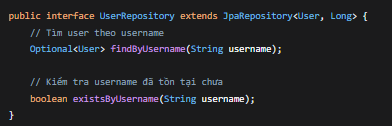 public interface UserRepository extends JpaRepository<User, Long> {
// Tìm user theo username
Optional<User> findByUsername(String username);
// Kiểm tra username đã tồn tại chưa
boolean existsByUsername(String username);
}